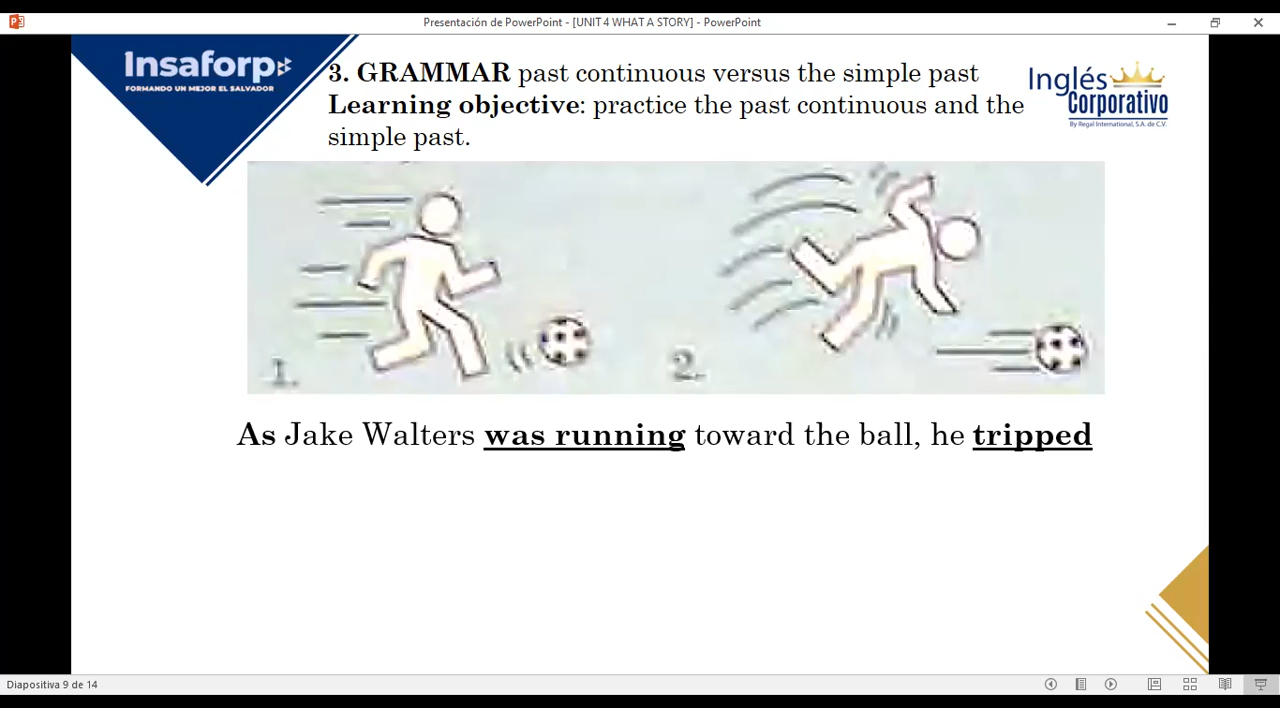 Presentación de PowerPoint - [UNIT 4 WHAT A STORY] - PowerPoint
Insaforp
FORMANDO UN MEJOR EL SALVADOR
3. GRAMMAR past continuous versus the simple past
Learning objective: practice the past continuous and the
simple past.
Inglés
Corporativo
By Regal International, S.A. de C.V.
1.
2.
As Jake Walters was running toward the ball, he tripped
Diapositiva 9 de 14